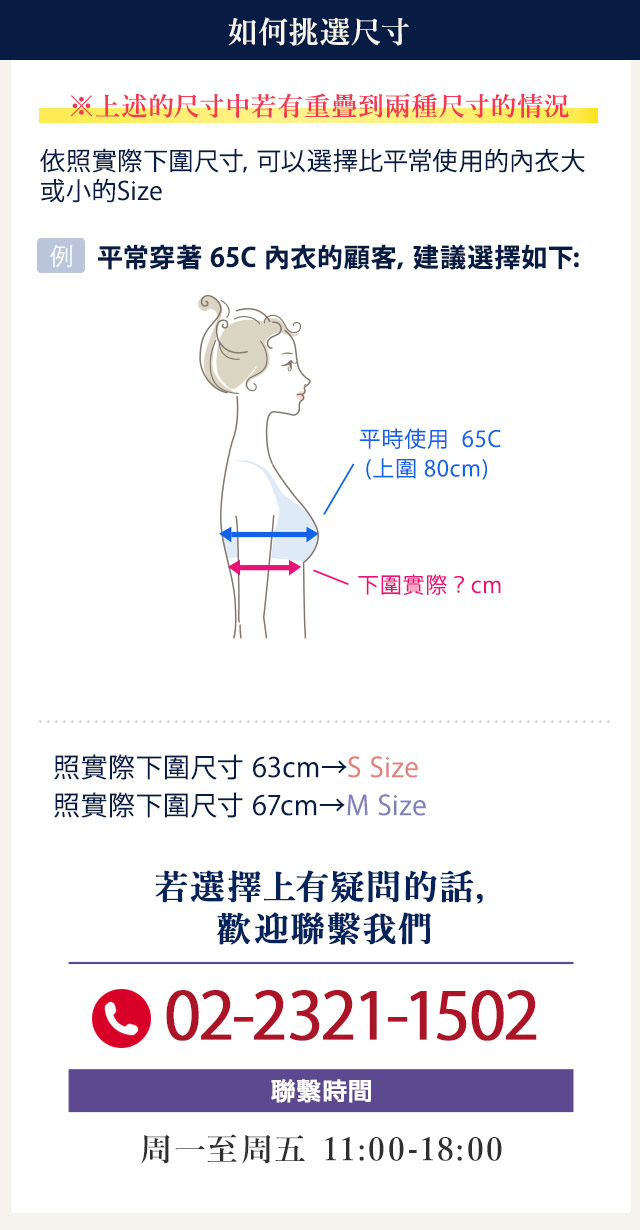 如何挑選尺寸
※上述的尺寸中若有重疊到兩種尺寸的情況
依照實際下圍尺寸, 可以選擇比平常使用的內衣大
或小的Size
例 平常穿著 65C 內衣的顧客, 建議選擇如下:
平時使用 65C
(上圍 80cm)
下圍實際？cm
照實際下圍尺寸 63cm→S Size
照實際下圍尺寸 67cm→M Size
若選擇上有疑問的話,
歡迎聯繫我們
02-2321-1502
聯繫時間
周一至周五 11:00-18:00